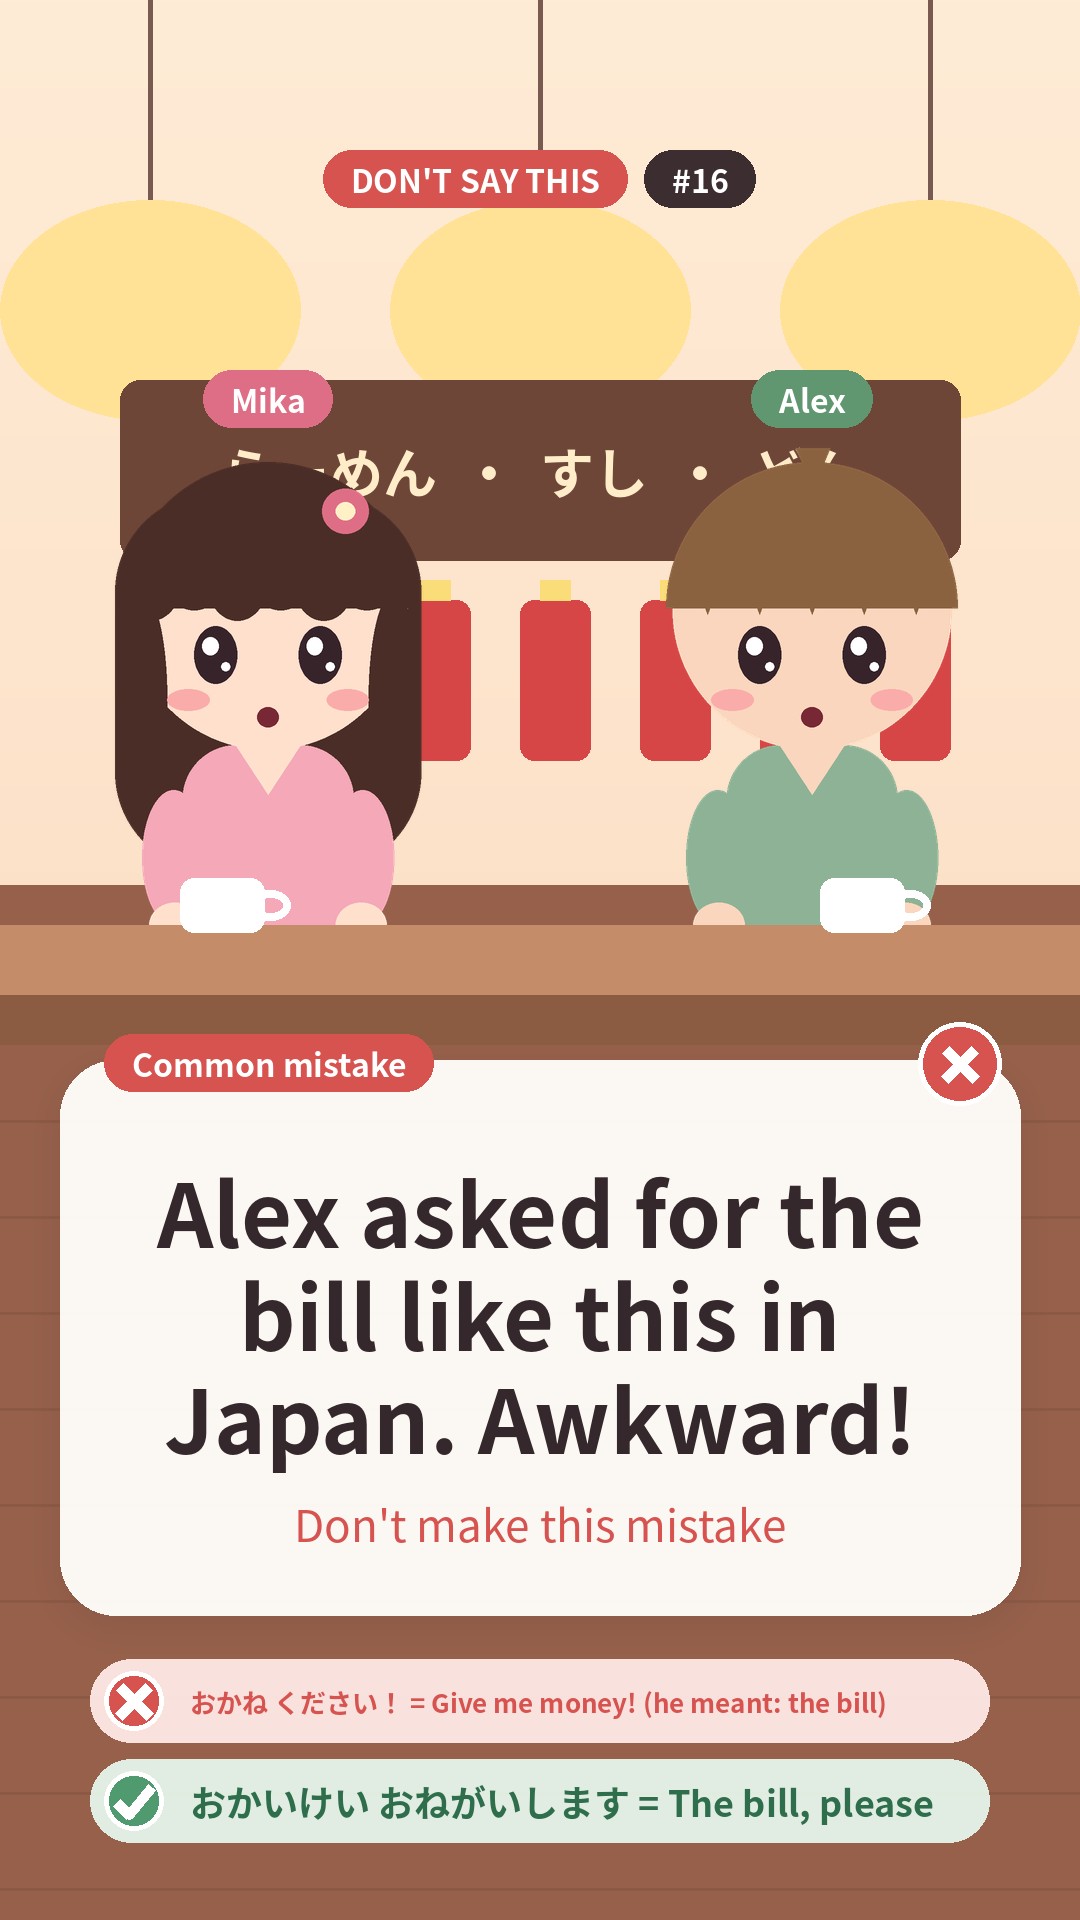 DON'T SAY THIS #16
Mika
Alex
めん ・ すし ・
Common mistake
Alex asked for the
bill like this in
Japan. Awkward!
Don't make this mistake
おかね ください！ = Give me money! (he meant: the bill)
おかいけい おねがいします = The bill, please